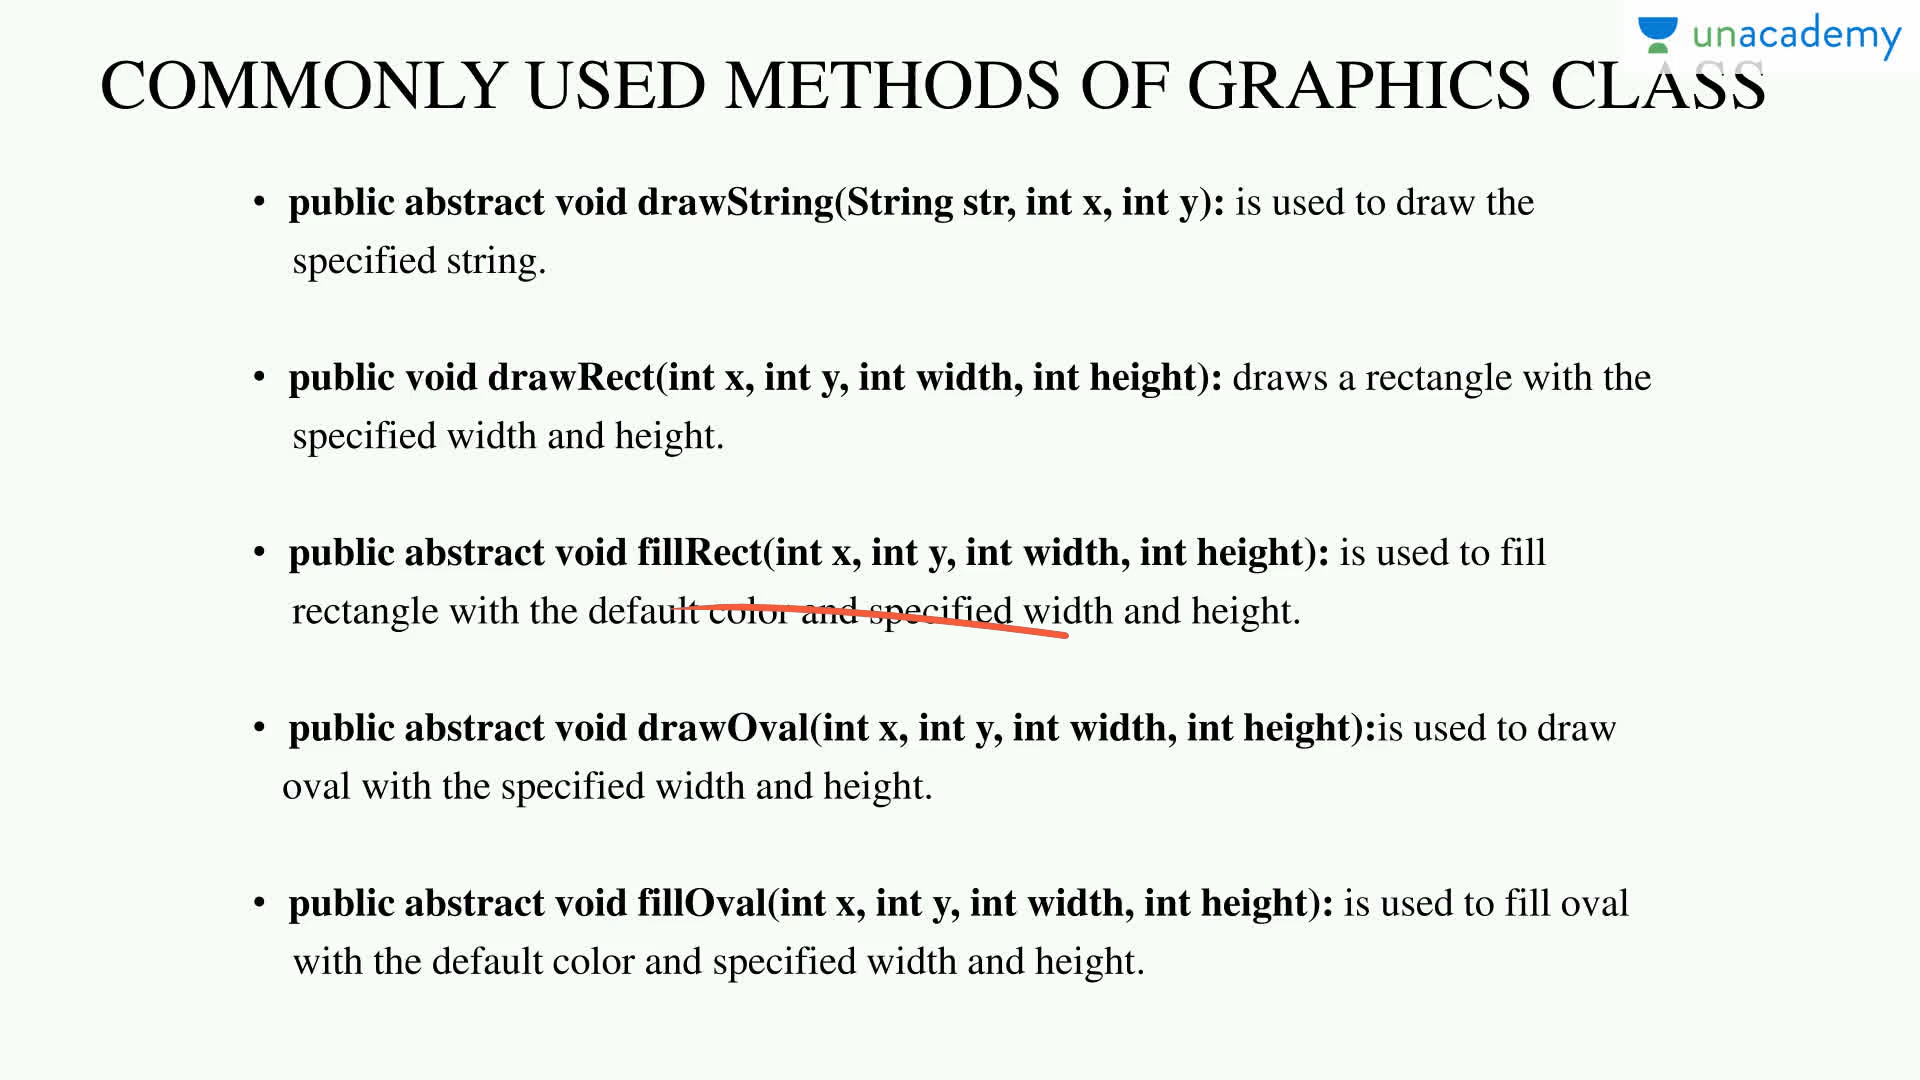 unacademy
COMMONLY USED METHODS OF GRAPHICS CLASS
• public abstract void drawString(String str, int x, int y): is used to draw the
specified string.
• public void drawRect(int x, int y, int width, int height): draws a rectangle with the
specified width and height.
• public abstract void fillRect(int x, int y, int width, int height): is used to fill
rectangle with the default color and specified width and height.
• public abstract void drawOval(int x, int y, int width, int height):is used to draw
oval with the specified width and height.
• public abstract void fillOval(int x, int y, int width, int height): is used to fill oval
with the default color and specified width and height.